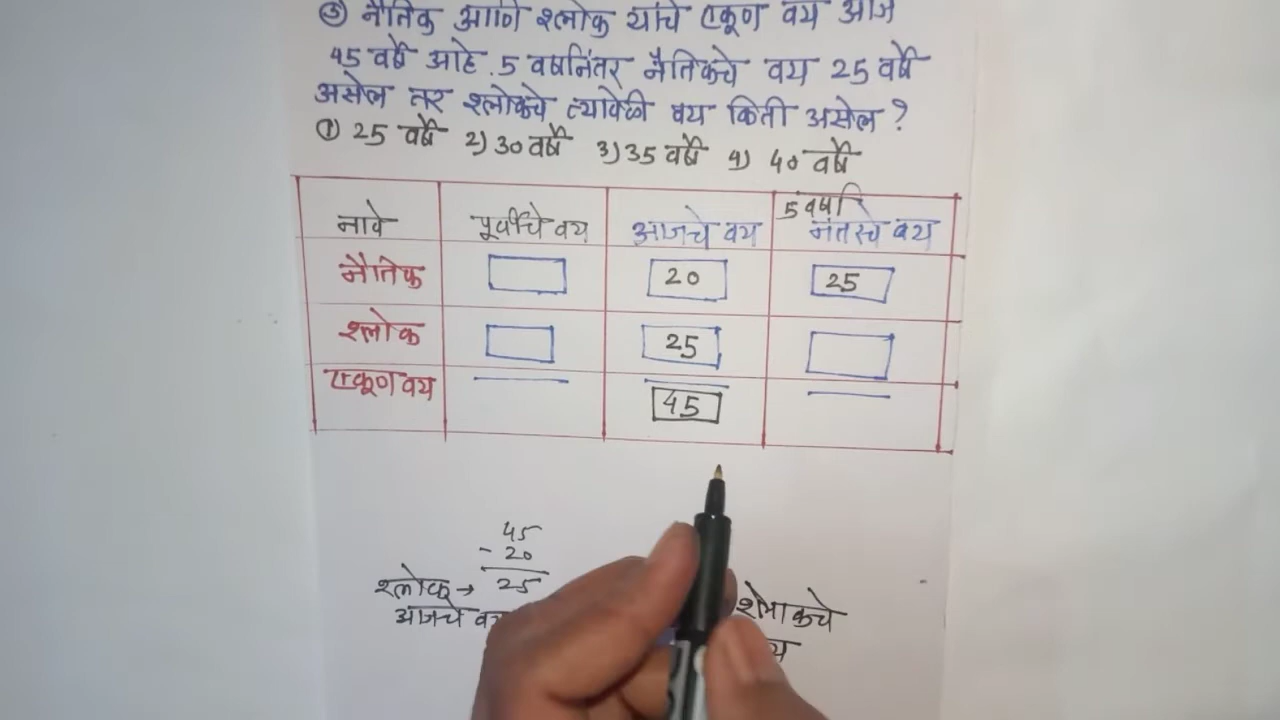 ③ नैतिक आणि श्लोक यांचे एकूण वय आज
45 वर्षे आहे. 5 वर्षानंतर नैतिकचे वय 25 वर्षे
असेल तर श्लोकचे त्यावेळी वय किती असेल ?
① 25 वर्षे 2) 30 वर्षे 3) 35 वर्षे 4) 40 वर्षे
नावे पूर्वीचे वय आजचे वय 5 वर्षा नंतरचे वय
नैतिक 20 25
श्लोक 25
एकूण वय 45
45
- 20
श्लोक → 25
आजचे